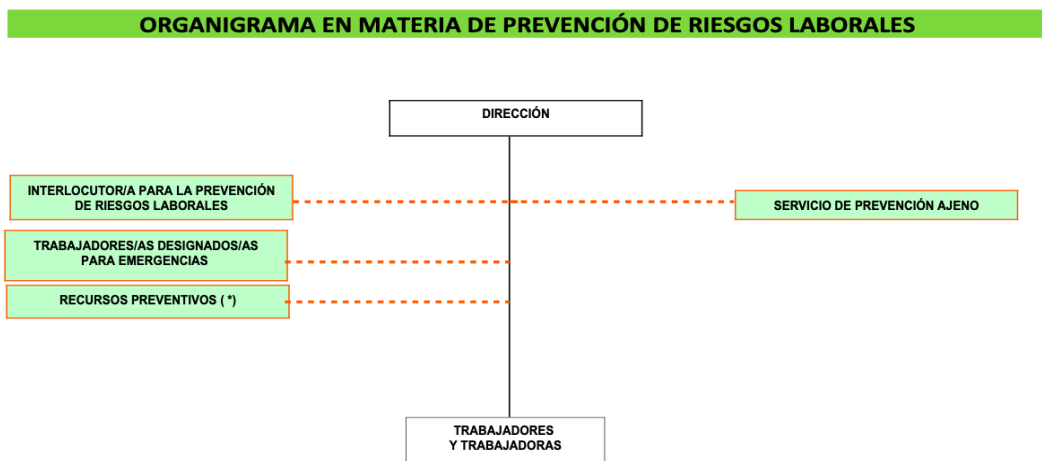 ORGANIGRAMA EN MATERIA DE PREVENCIÓN DE RIESGOS LABORALES
DIRECCIÓN
INTERLOCUTOR/A PARA LA PREVENCIÓN
DE RIESGOS LABORALES
SERVICIO DE PREVENCIÓN AJENO
TRABAJADORES/AS DESIGNADOS/AS
PARA EMERGENCIAS
RECURSOS PREVENTIVOS ( *)
TRABAJADORES
Y TRABAJADORAS